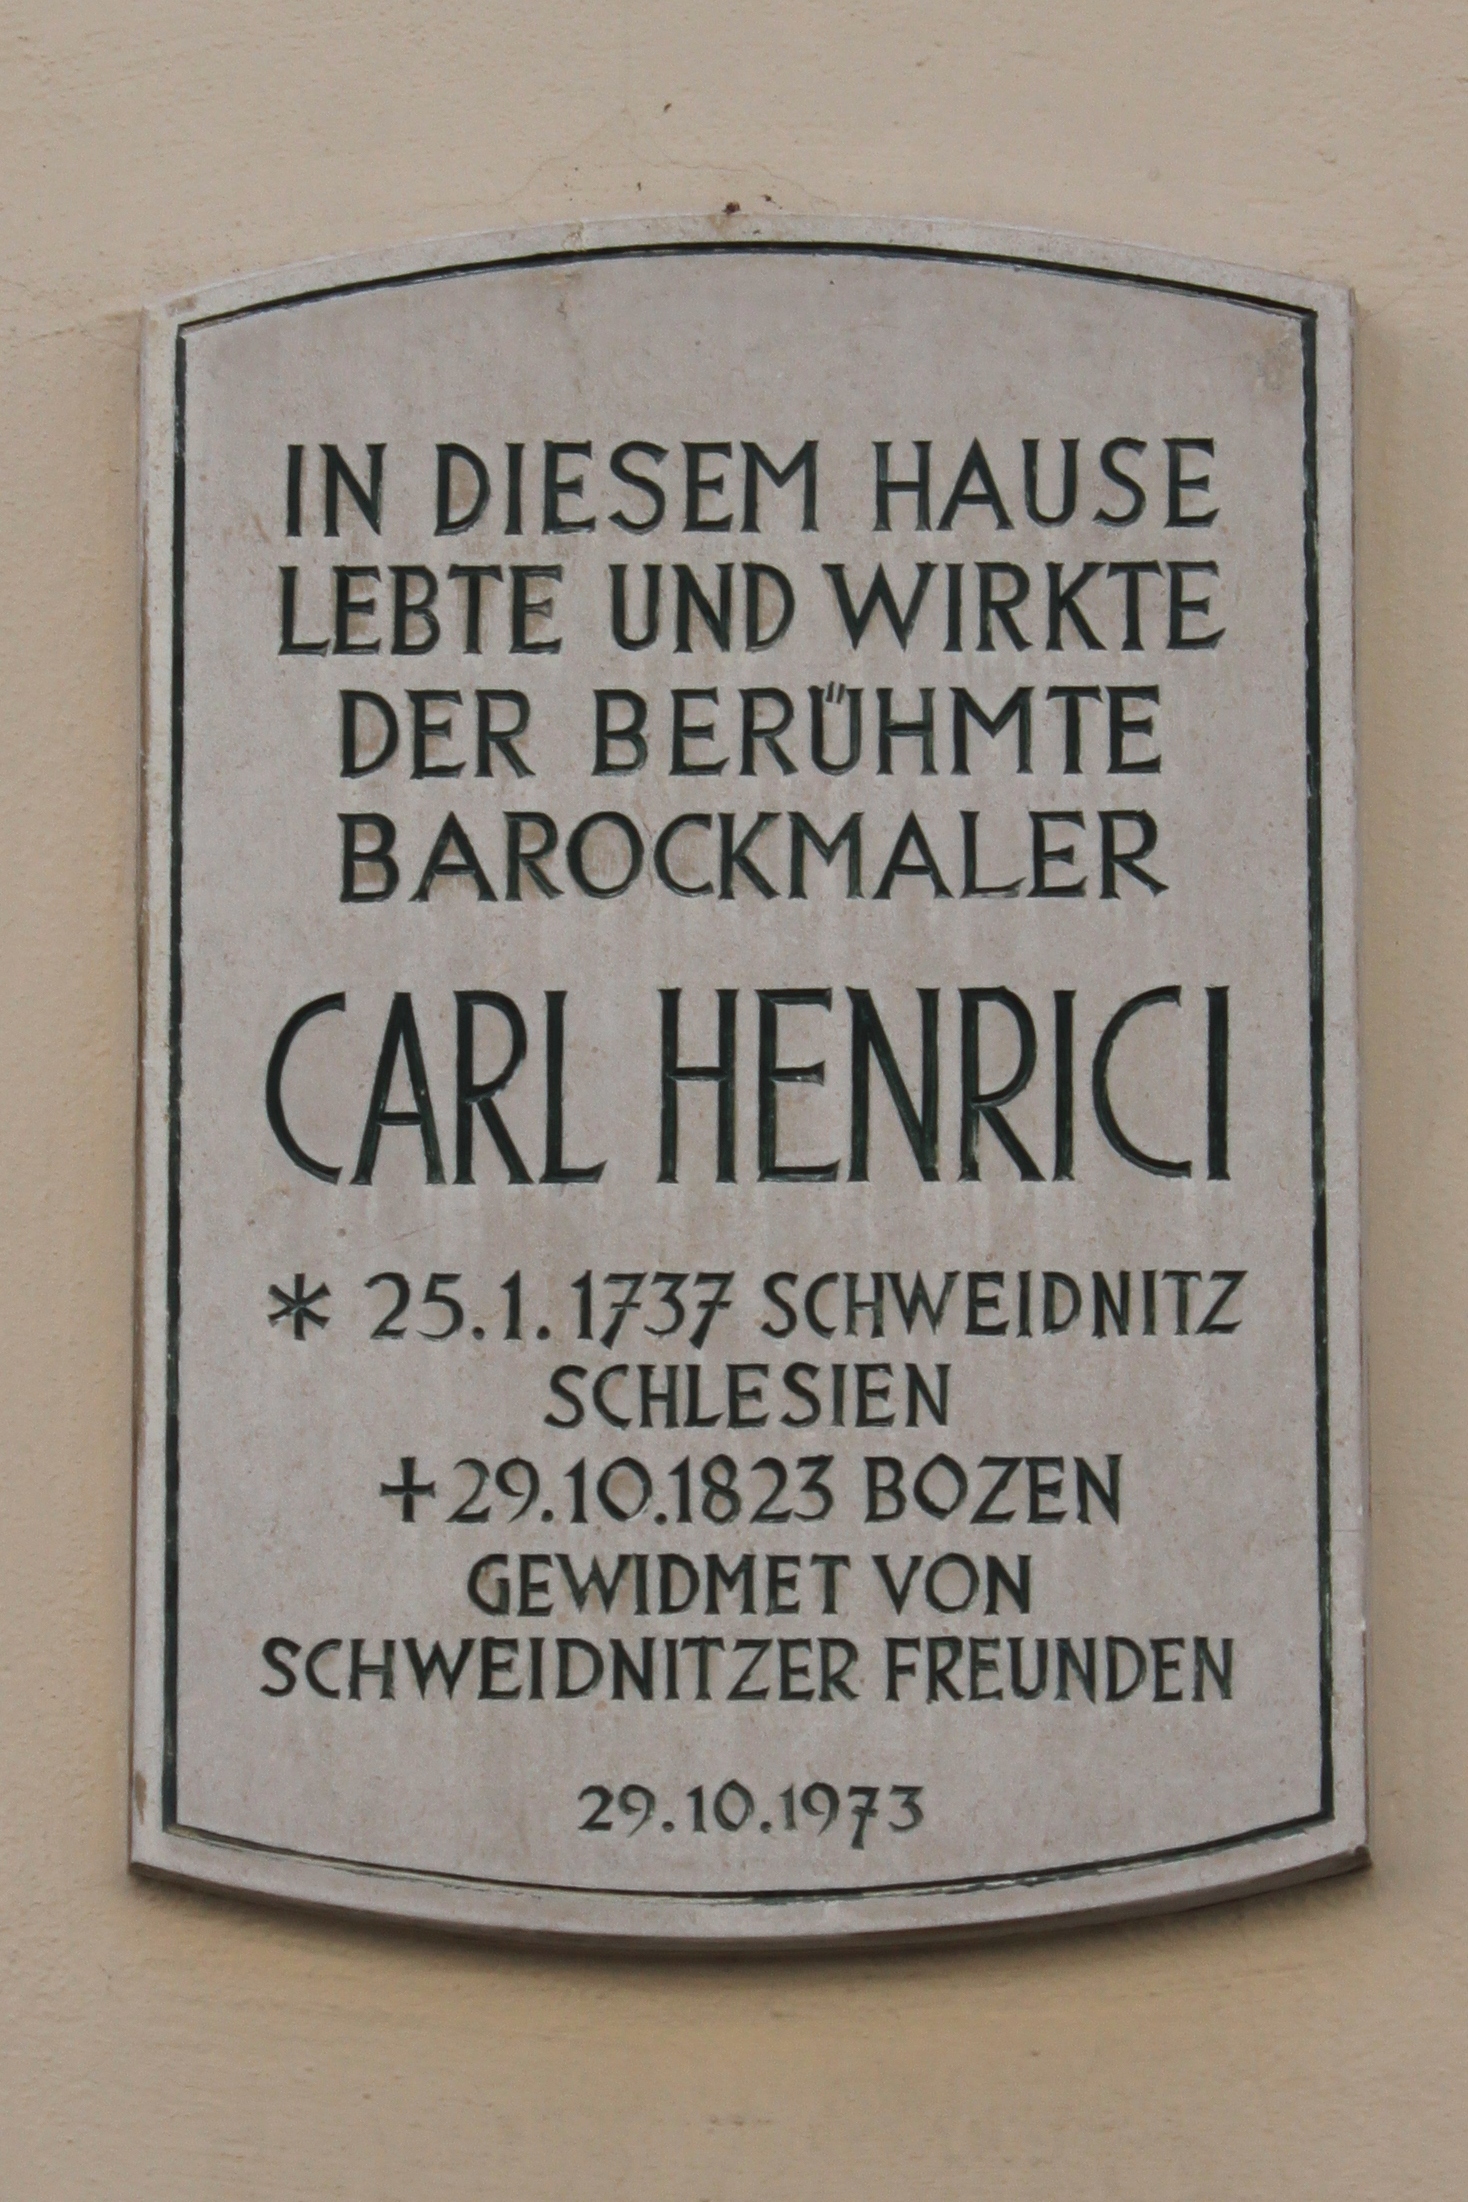 IN DIESEM HAUSE
LEBTE UND WIRKTE
DER BERÜHMTE
BAROCKMALER
CARL HENRICI
* 25.1.1737 SCHWEIDNITZ
SCHLESIEN
+ 29.10.1823 BOZEN
GEWIDMET VON
SCHWEIDNITZER FREUNDEN
29.10.1973